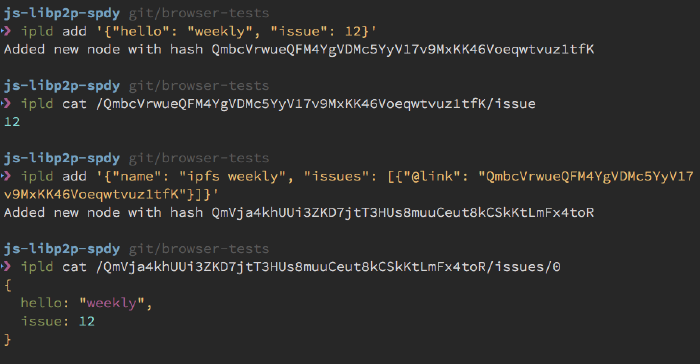 js-libp2p-spdy git/browser-tests
❯ ipld add '{"hello": "weekly", "issue": 12}'
Added new node with hash QmbcVrwueQFM4YgVDMc5YyV17v9MxKK46Voeqwtvuz1tfK
js-libp2p-spdy git/browser-tests
❯ ipld cat /QmbcVrwueQFM4YgVDMc5YyV17v9MxKK46Voeqwtvuz1tfK/issue
12
js-libp2p-spdy git/browser-tests
❯ ipld add '{"name": "ipfs weekly", "issues": [{"@link": "QmbcVrwueQFM4YgVDMc5YyV17
v9MxKK46Voeqwtvuz1tfK"}]}'
Added new node with hash QmVja4khUUi3ZKD7jtT3HUs8muuCeut8kCSkKtLmFx4toR
js-libp2p-spdy git/browser-tests
❯ ipld cat /QmVja4khUUi3ZKD7jtT3HUs8muuCeut8kCSkKtLmFx4toR/issues/0
{
  hello: "weekly",
  issue: 12
}